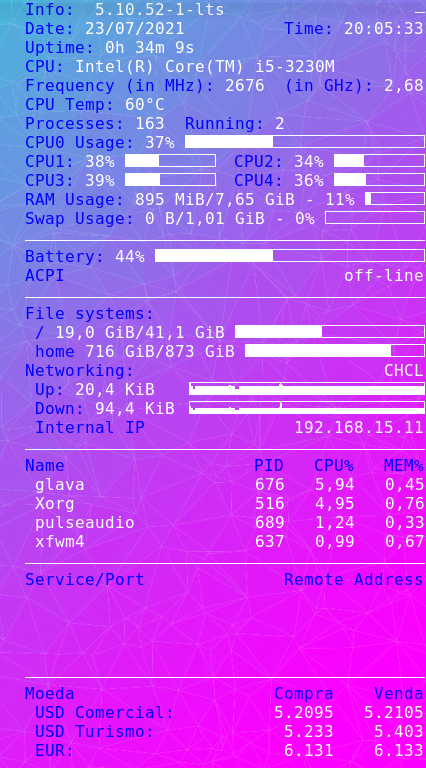 Info:  5.10.52-1-lts
Date: 23/07/2021 Time: 20:05:33
Uptime: 0h 34m 9s
CPU: Intel(R) Core(TM) i5-3230M
Frequency (in MHz): 2676 (in GHz): 2,68
CPU Temp: 60°C
Processes: 163 Running: 2
CPU0 Usage: 37%
CPU1: 38% CPU2: 34%
CPU3: 39% CPU4: 36%
RAM Usage: 895 MiB/7,65 GiB - 11%
Swap Usage: 0 B/1,01 GiB - 0%
Battery: 44%
ACPI off-line
File systems:
/ 19,0 GiB/41,1 GiB
home 716 GiB/873 GiB
Networking: CHCL
Up: 20,4 KiB
Down: 94,4 KiB
Internal IP 192.168.15.11
Name PID CPU% MEM%
glava 676 5,94 0,45
Xorg 516 4,95 0,76
pulseaudio 689 1,24 0,33
xfwm4 637 0,99 0,67
Service/Port Remote Address
Moeda Compra Venda
USD Comercial: 5.2095 5.2105
USD Turismo: 5.233 5.403
EUR: 6.131 6.133